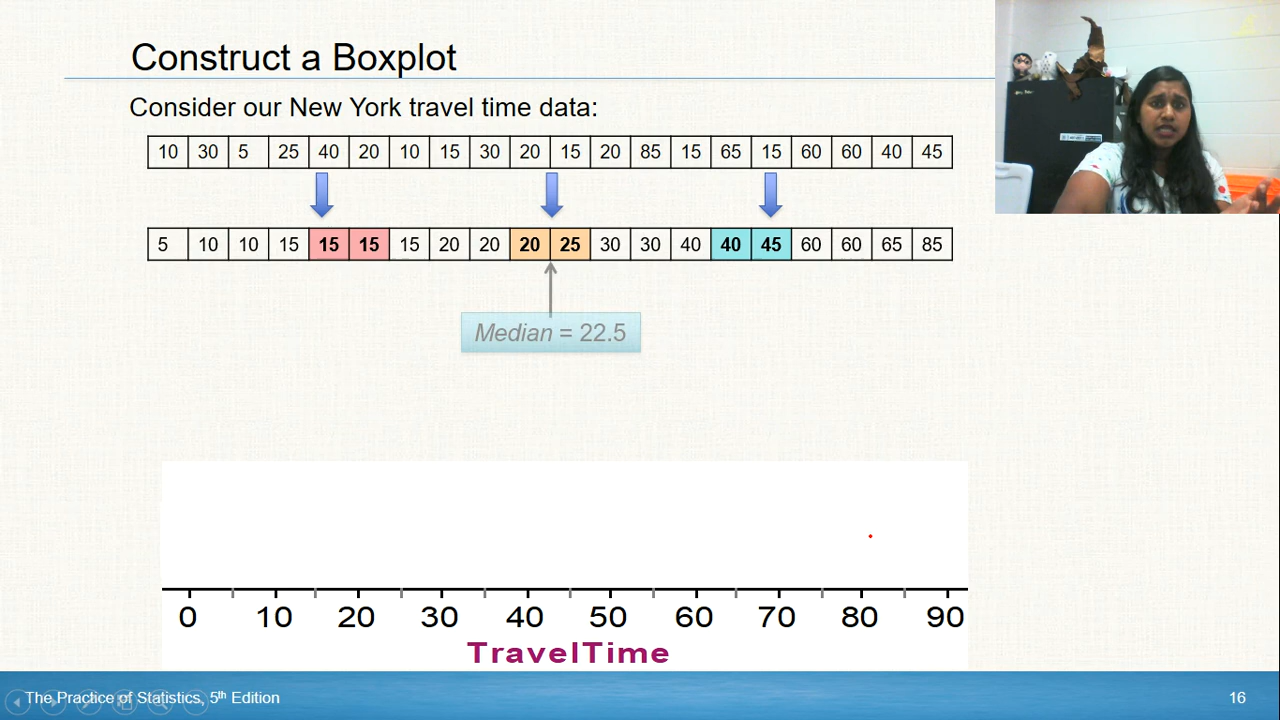 Construct a Boxplot
Consider our New York travel time data:
10 30 5 25 40 20 10 15 30 20 15 20 85 15 65 15 60 60 40 45
5 10 10 15 15 15 15 20 20 20 25 30 30 40 40 45 60 60 65 85
Median = 22.5
0 10 20 30 40 50 60 70 80 90
TravelTime
The Practice of Statistics, 5th Edition
16